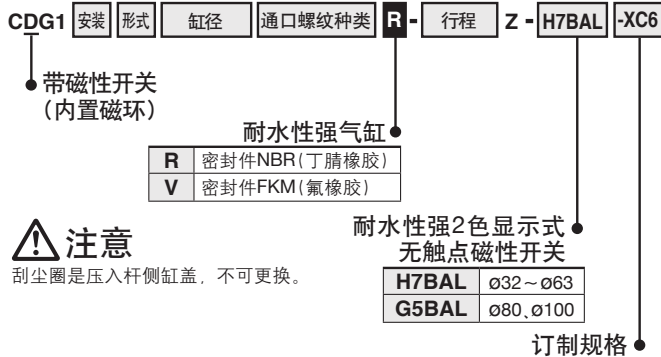 CDG1 安装 形式 缸径 通口螺纹种类 R - 行程 Z - H7BAL -XC6
带磁性开关
（内置磁环）
耐水性强气缸
R 密封件NBR（丁腈橡胶）
V 密封件FKM（氟橡胶）
注意
刮尘圈是压入杆侧缸盖，不可更换。
耐水性强2色显示式
无触点磁性开关
H7BAL ø32～ø63
G5BAL ø80、ø100
订制规格